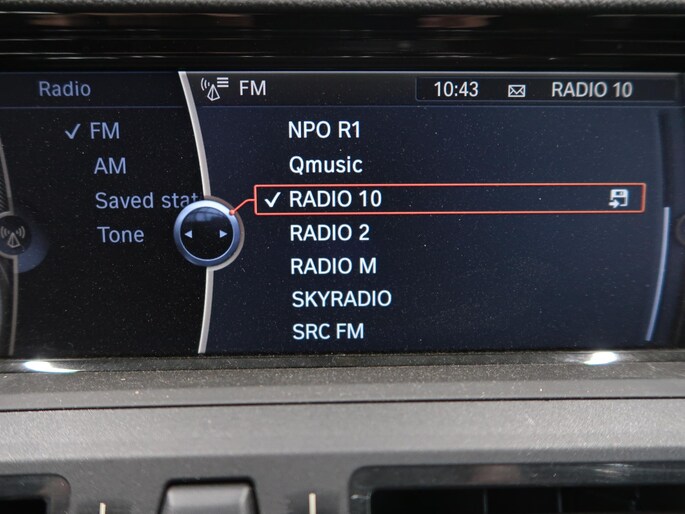 Radio
FM
10:43
RADIO 10
FM
AM
Saved stat
Tone
NPO R1
Qmusic
RADIO 10
RADIO 2
RADIO M
SKYRADIO
SRC FM